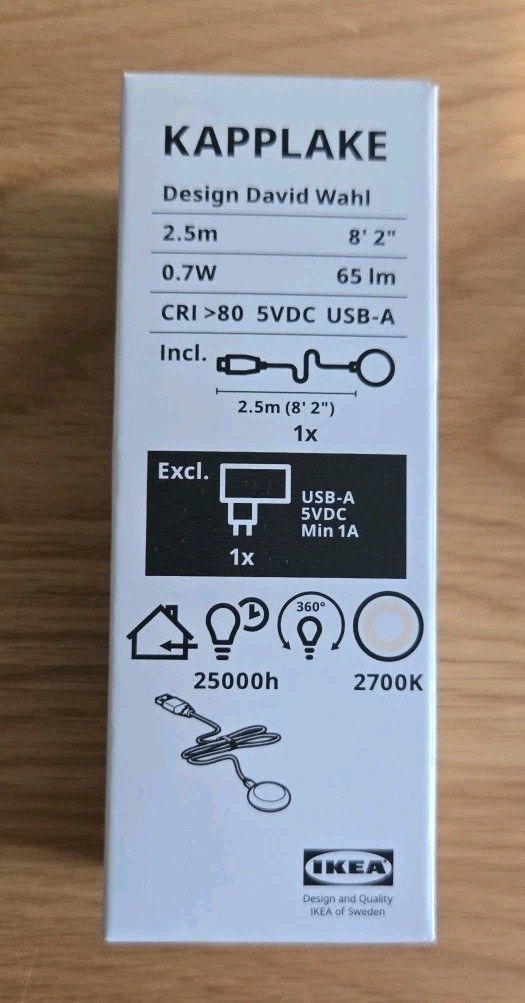 KAPPLAKE
Design David Wahl
2.5m 8' 2"
0.7W 65 lm
CRI >80 5VDC USB-A
Incl.
2.5m (8' 2")
1x
Excl.
USB-A
5VDC
Min 1A
1x
360°
25000h 2700K
IKEA
Design and Quality
IKEA of Sweden